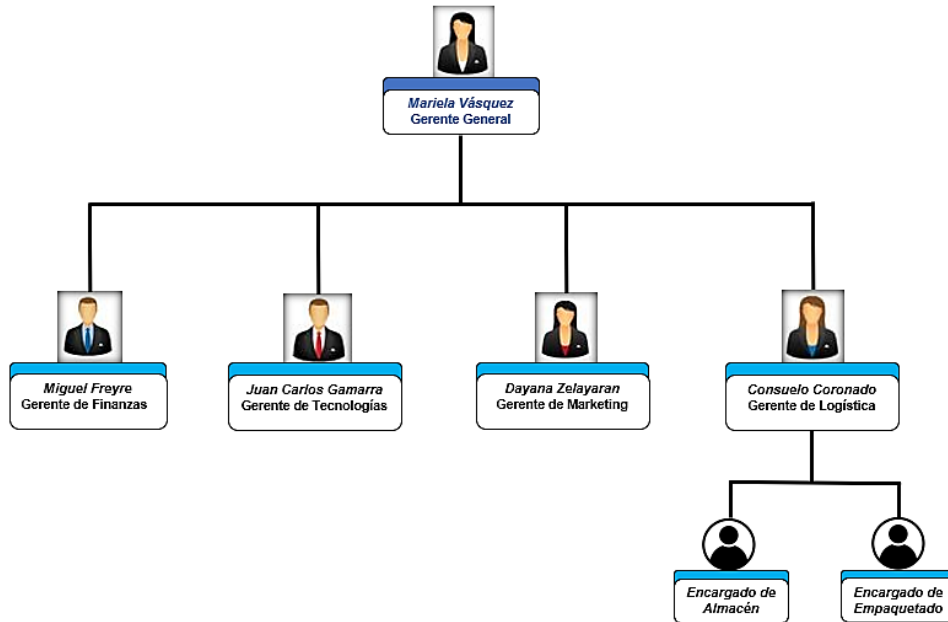 Mariela Vásquez
Gerente General
Miguel Freyre
Gerente de Finanzas
Juan Carlos Gamarra
Gerente de Tecnologías
Dayana Zelayaran
Gerente de Marketing
Consuelo Coronado
Gerente de Logística
Encargado de
Almacén
Encargado de
Empaquetado